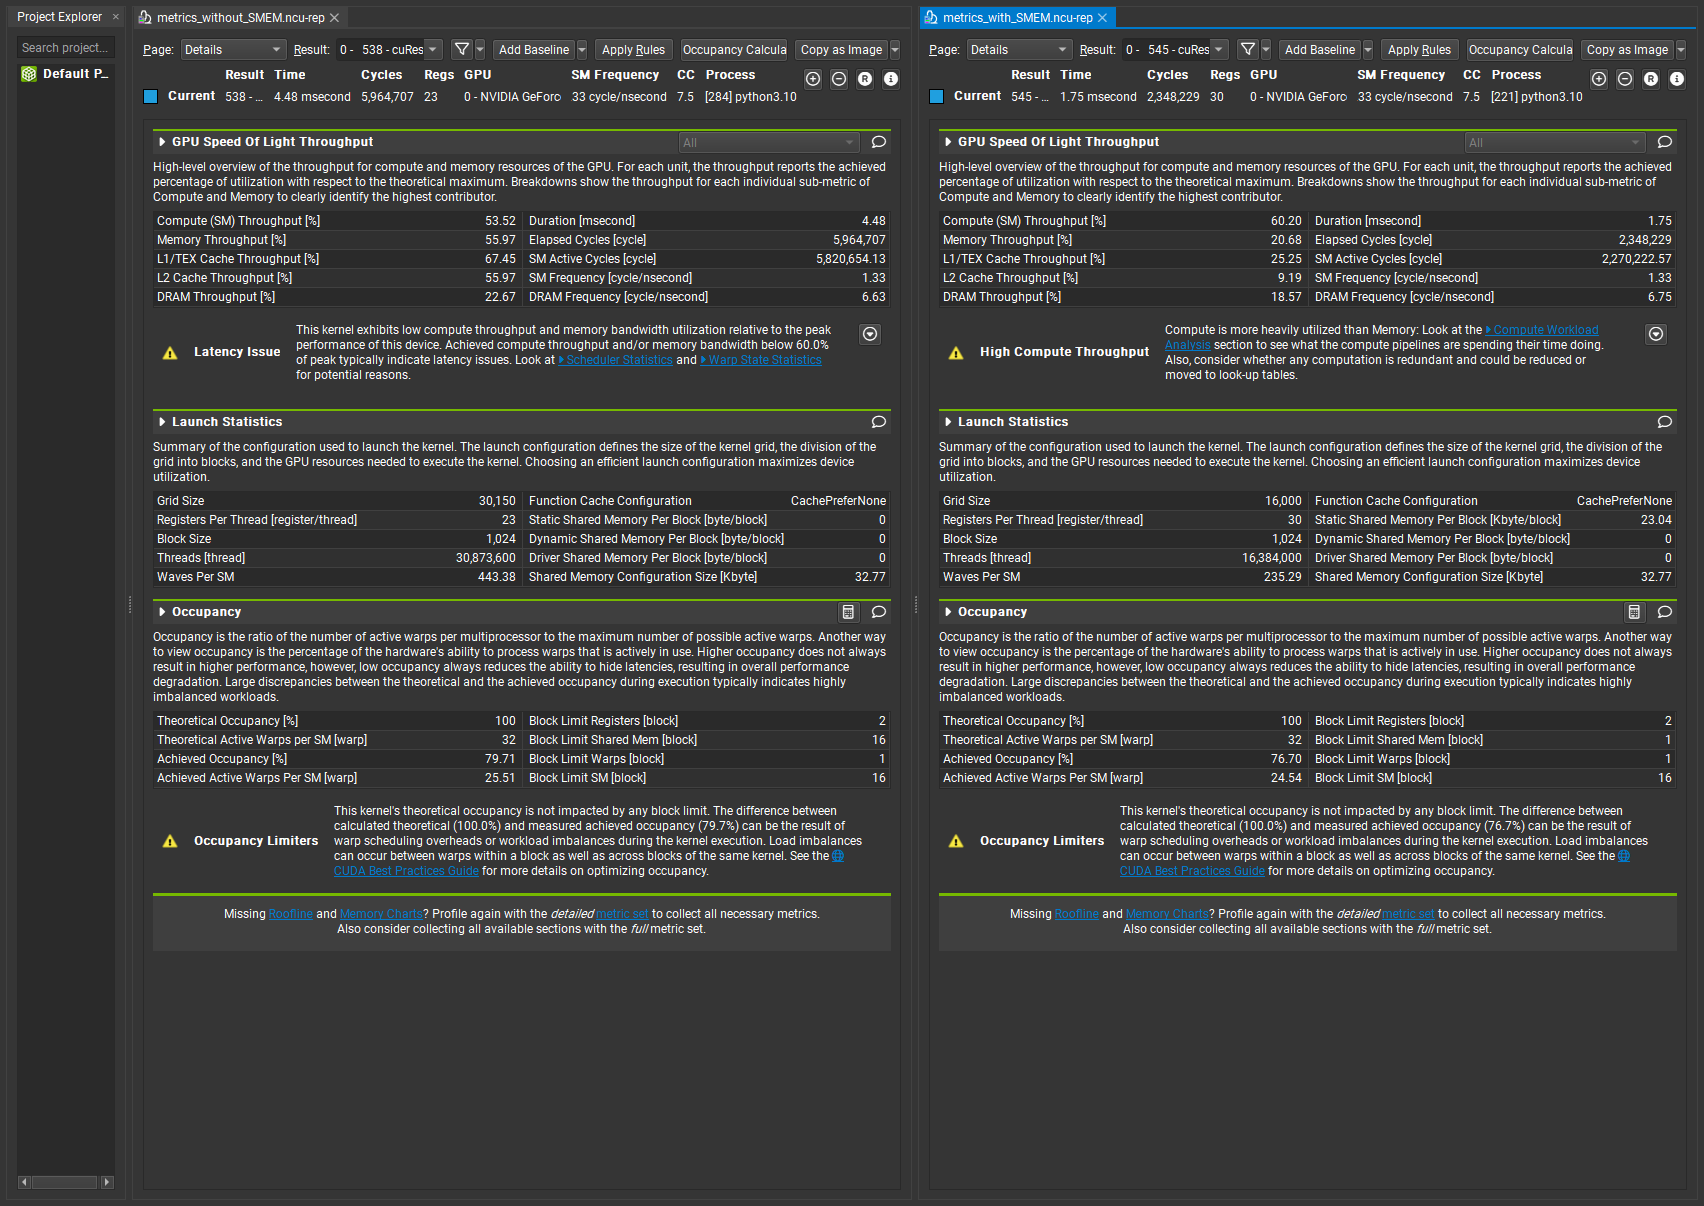 Project Explorer
Search project...
Default P...
metrics_without_SMEM.ncu-rep
Page: Details Result: 0 - 538 - cuRes Add Baseline Apply Rules Occupancy Calcula Copy as Image
Result Time Cycles Regs GPU SM Frequency CC Process
Current 538 - ... 4.48 msecond 5,964,707 23 0 - NVIDIA GeForc 33 cycle/nsecond 7.5 [284] python3.10
GPU Speed Of Light Throughput All
High-level overview of the throughput for compute and memory resources of the GPU. For each unit, the throughput reports the achieved
percentage of utilization with respect to the theoretical maximum. Breakdowns show the throughput for each individual sub-metric of
Compute and Memory to clearly identify the highest contributor.
Compute (SM) Throughput [%] 53.52 Duration [msecond] 4.48
Memory Throughput [%] 55.97 Elapsed Cycles [cycle] 5,964,707
L1/TEX Cache Throughput [%] 67.45 SM Active Cycles [cycle] 5,820,654.13
L2 Cache Throughput [%] 55.97 SM Frequency [cycle/nsecond] 1.33
DRAM Throughput [%] 22.67 DRAM Frequency [cycle/nsecond] 6.63
Latency Issue
This kernel exhibits low compute throughput and memory bandwidth utilization relative to the peak
performance of this device. Achieved compute throughput and/or memory bandwidth below 60.0%
of peak typically indicate latency issues. Look at Scheduler Statistics and Warp State Statistics
for potential reasons.
Launch Statistics
Summary of the configuration used to launch the kernel. The launch configuration defines the size of the kernel grid, the division of the
grid into blocks, and the GPU resources needed to execute the kernel. Choosing an efficient launch configuration maximizes device
utilization.
Grid Size 30,150 Function Cache Configuration CachePreferNone
Registers Per Thread [register/thread] 23 Static Shared Memory Per Block [byte/block] 0
Block Size 1,024 Dynamic Shared Memory Per Block [byte/block] 0
Threads [thread] 30,873,600 Driver Shared Memory Per Block [byte/block] 0
Waves Per SM 443.38 Shared Memory Configuration Size [Kbyte] 32.77
Occupancy
Occupancy is the ratio of the number of active warps per multiprocessor to the maximum number of possible active warps. Another way
to view occupancy is the percentage of the hardware's ability to process warps that is actively in use. Higher occupancy does not always
result in higher performance, however, low occupancy always reduces the ability to hide latencies, resulting in overall performance
degradation. Large discrepancies between the theoretical and the achieved occupancy during execution typically indicates highly
imbalanced workloads.
Theoretical Occupancy [%] 100 Block Limit Registers [block] 2
Theoretical Active Warps per SM [warp] 32 Block Limit Shared Mem [block] 16
Achieved Occupancy [%] 79.71 Block Limit Warps [block] 1
Achieved Active Warps Per SM [warp] 25.51 Block Limit SM [block] 16
Occupancy Limiters
This kernel's theoretical occupancy is not impacted by any block limit. The difference between
calculated theoretical (100.0%) and measured achieved occupancy (79.7%) can be the result of
warp scheduling overheads or workload imbalances during the kernel execution. Load imbalances
can occur between warps within a block as well as across blocks of the same kernel. See the
CUDA Best Practices Guide for more details on optimizing occupancy.
Missing Roofline and Memory Charts? Profile again with the detailed metric set to collect all necessary metrics.
Also consider collecting all available sections with the full metric set.
metrics_with_SMEM.ncu-rep
Page: Details Result: 0 - 545 - cuRes Add Baseline Apply Rules Occupancy Calcula Copy as Image
Result Time Cycles Regs GPU SM Frequency CC Process
Current 545 - ... 1.75 msecond 2,348,229 30 0 - NVIDIA GeForc 33 cycle/nsecond 7.5 [221] python3.10
GPU Speed Of Light Throughput All
High-level overview of the throughput for compute and memory resources of the GPU. For each unit, the throughput reports the achieved
percentage of utilization with respect to the theoretical maximum. Breakdowns show the throughput for each individual sub-metric of
Compute and Memory to clearly identify the highest contributor.
Compute (SM) Throughput [%] 60.20 Duration [msecond] 1.75
Memory Throughput [%] 20.68 Elapsed Cycles [cycle] 2,348,229
L1/TEX Cache Throughput [%] 25.25 SM Active Cycles [cycle] 2,270,222.57
L2 Cache Throughput [%] 9.19 SM Frequency [cycle/nsecond] 1.33
DRAM Throughput [%] 18.57 DRAM Frequency [cycle/nsecond] 6.75
High Compute Throughput
Compute is more heavily utilized than Memory: Look at the Compute Workload
Analysis section to see what the compute pipelines are spending their time doing.
Also, consider whether any computation is redundant and could be reduced or
moved to look-up tables.
Launch Statistics
Summary of the configuration used to launch the kernel. The launch configuration defines the size of the kernel grid, the division of the
grid into blocks, and the GPU resources needed to execute the kernel. Choosing an efficient launch configuration maximizes device
utilization.
Grid Size 16,000 Function Cache Configuration CachePreferNone
Registers Per Thread [register/thread] 30 Static Shared Memory Per Block [Kbyte/block] 23.04
Block Size 1,024 Dynamic Shared Memory Per Block [byte/block] 0
Threads [thread] 16,384,000 Driver Shared Memory Per Block [byte/block] 0
Waves Per SM 235.29 Shared Memory Configuration Size [Kbyte] 32.77
Occupancy
Occupancy is the ratio of the number of active warps per multiprocessor to the maximum number of possible active warps. Another way
to view occupancy is the percentage of the hardware's ability to process warps that is actively in use. Higher occupancy does not always
result in higher performance, however, low occupancy always reduces the ability to hide latencies, resulting in overall performance
degradation. Large discrepancies between the theoretical and the achieved occupancy during execution typically indicates highly
imbalanced workloads.
Theoretical Occupancy [%] 100 Block Limit Registers [block] 2
Theoretical Active Warps per SM [warp] 32 Block Limit Shared Mem [block] 1
Achieved Occupancy [%] 76.70 Block Limit Warps [block] 1
Achieved Active Warps Per SM [warp] 24.54 Block Limit SM [block] 16
Occupancy Limiters
This kernel's theoretical occupancy is not impacted by any block limit. The difference between
calculated theoretical (100.0%) and measured achieved occupancy (76.7%) can be the result of
warp scheduling overheads or workload imbalances during the kernel execution. Load imbalances
can occur between warps within a block as well as across blocks of the same kernel. See the
CUDA Best Practices Guide for more details on optimizing occupancy.
Missing Roofline and Memory Charts? Profile again with the detailed metric set to collect all necessary metrics.
Also consider collecting all available sections with the full metric set.